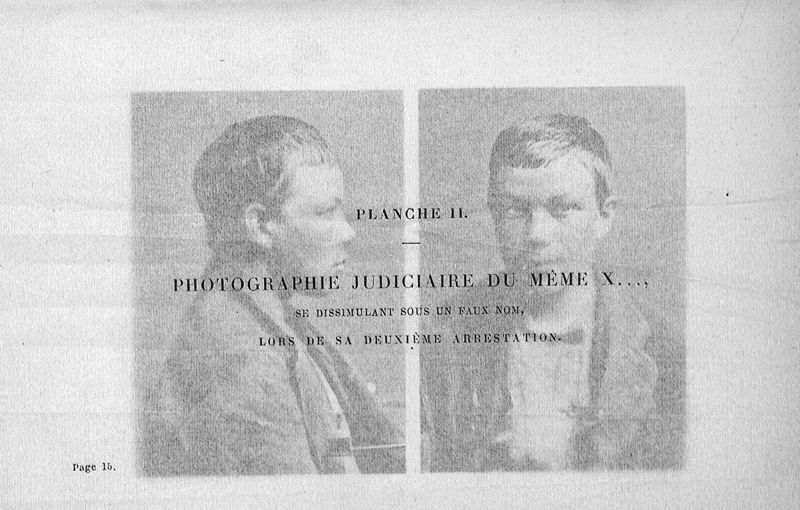 PLANCHE II.
PHOTOGRAPHIE JUDICIAIRE DU MÊME X...,
SE DISSIMULANT SOUS UN FAUX NOM,
LORS DE SA DEUXIÈME ARRESTATION.
Page 15.